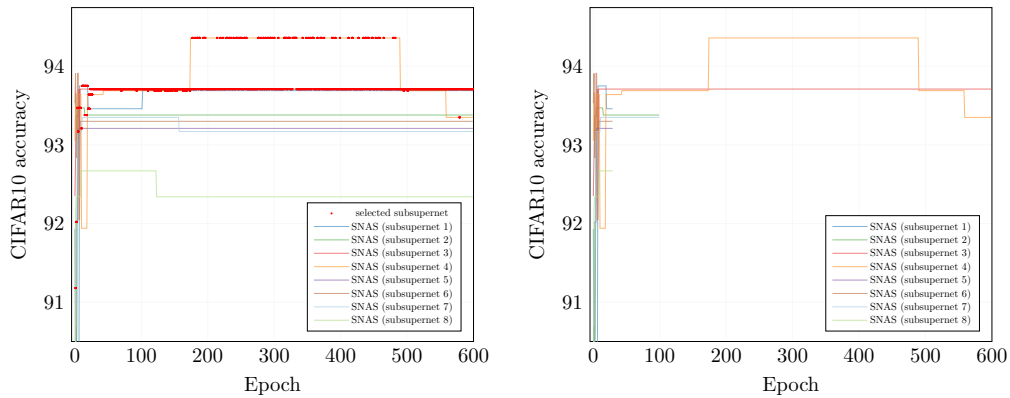 94
93
92
91
0
100
200
300
400
500
600
Epoch
CIFAR10 accuracy
selected subsupernet
SNAS (subsupernet 1)
SNAS (subsupernet 2)
SNAS (subsupernet 3)
SNAS (subsupernet 4)
SNAS (subsupernet 5)
SNAS (subsupernet 6)
SNAS (subsupernet 7)
SNAS (subsupernet 8)
94
93
92
91
0
100
200
300
400
500
600
Epoch
CIFAR10 accuracy
SNAS (subsupernet 1)
SNAS (subsupernet 2)
SNAS (subsupernet 3)
SNAS (subsupernet 4)
SNAS (subsupernet 5)
SNAS (subsupernet 6)
SNAS (subsupernet 7)
SNAS (subsupernet 8)